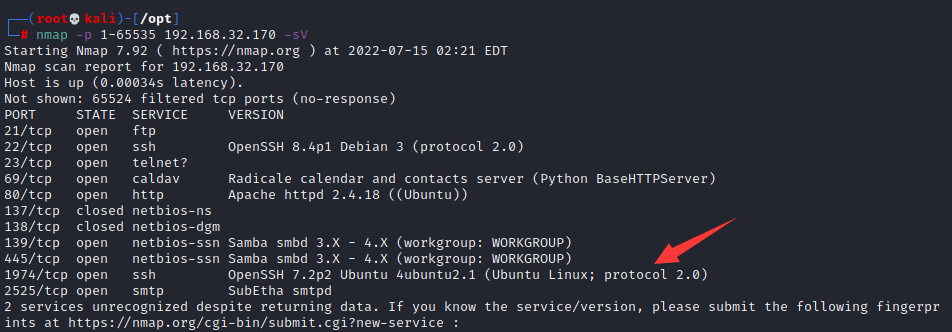 (root💀kali)-[/opt]
# nmap -p 1-65535 192.168.32.170 -sV
Starting Nmap 7.92 ( https://nmap.org ) at 2022-07-15 02:21 EDT
Nmap scan report for 192.168.32.170
Host is up (0.00034s latency).
Not shown: 65524 filtered tcp ports (no-response)
PORT     STATE  SERVICE     VERSION
21/tcp   open   ftp
22/tcp   open   ssh         OpenSSH 8.4p1 Debian 3 (protocol 2.0)
23/tcp   open   telnet?
69/tcp   open   caldav      Radicale calendar and contacts server (Python BaseHTTPServer)
80/tcp   open   http        Apache httpd 2.4.18 ((Ubuntu))
137/tcp  closed netbios-ns
138/tcp  closed netbios-dgm
139/tcp  open   netbios-ssn Samba smbd 3.X - 4.X (workgroup: WORKGROUP)
445/tcp  open   netbios-ssn Samba smbd 3.X - 4.X (workgroup: WORKGROUP)
1974/tcp open   ssh         OpenSSH 7.2p2 Ubuntu 4ubuntu2.1 (Ubuntu Linux; protocol 2.0)
2525/tcp open   smtp        SubEtha smtpd
2 services unrecognized despite returning data. If you know the service/version, please submit the following fingerpr
ints at https://nmap.org/cgi-bin/submit.cgi?new-service :